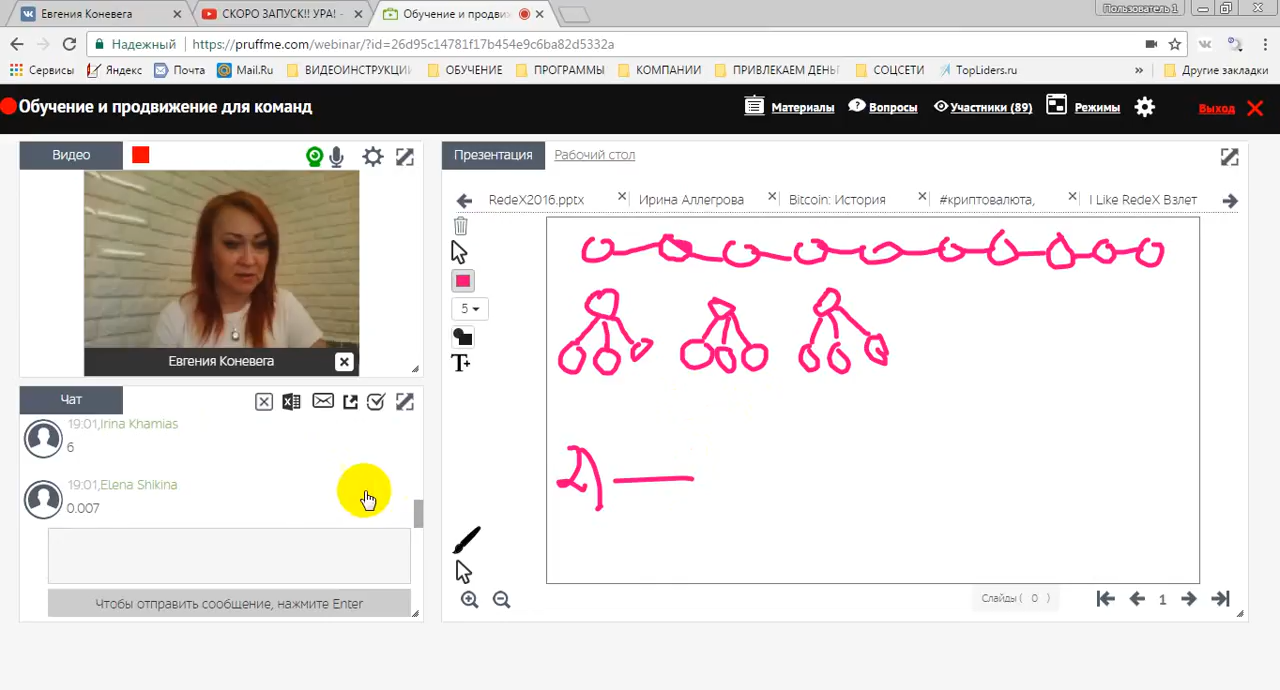 Евгения Коневега
СКОРО ЗАПУСК!! УРА! -
Обучение и продви
Пользователь 1
Надежный
https://pruffme.com/webinar/?id=26d95c14781f17b454e9c6ba82d5332a
Сервисы
Яндекс
Почта
Mail.Ru
ВИДЕОИНСТРУКЦИ
ОБУЧЕНИЕ
ПРОГРАММЫ
КОМПАНИИ
ПРИВЛЕКАЕМ ДЕНЬ
СОЦСЕТИ
TopLiders.ru
»
Другие закладки
Обучение и продвижение для команд
Материалы
Вопросы
Участники (89)
Режимы
Выход
Видео
Презентация
Рабочий стол
RedeX2016.pptx
Ирина Аллегрова
Bitcoin: История
#криптовалюта,
I Like RedeX Взлет
5
T+
Евгения Коневега
Чат
19:01,Irina Khamias
6
19:01,Elena Shikina
0.007
Чтобы отправить сообщение, нажмите Enter
2) —
Слайды ( 0 )
1